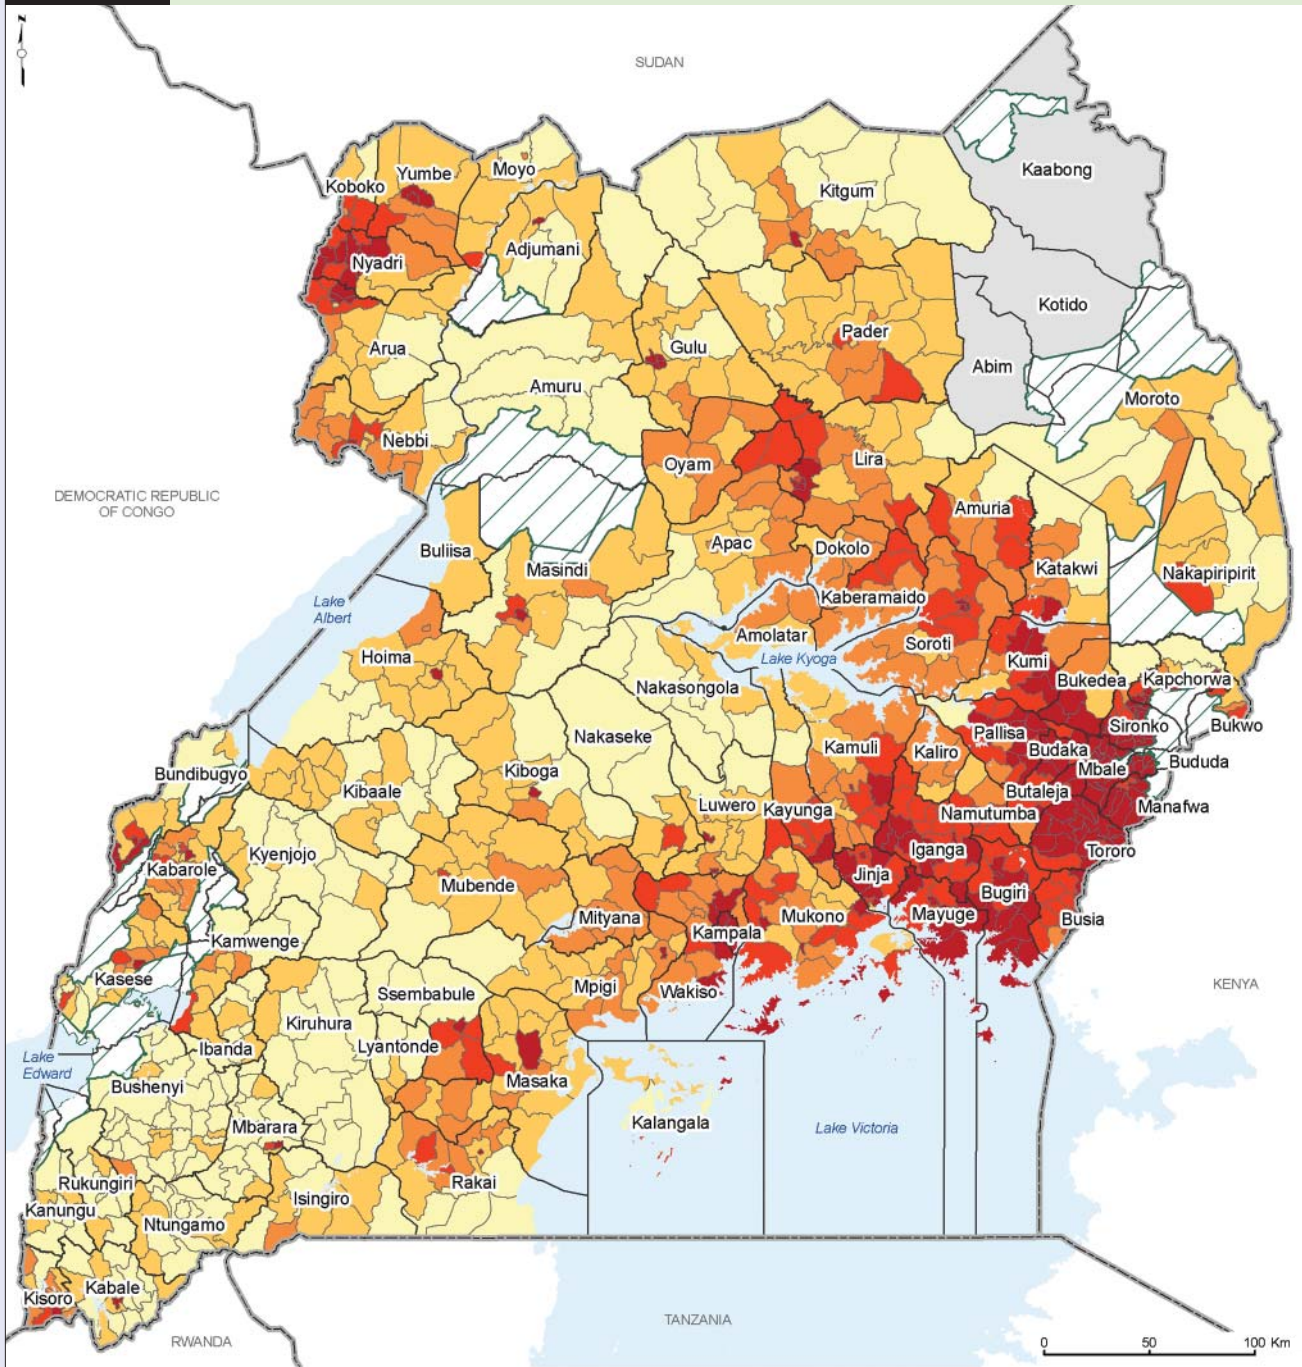 N
SUDAN
Kaabong
Koboko
Yumbe
Moyo
Kitgum
Nyadri
Adjumani
Kotido
Arua
Gulu
Pader
Abim
Amuru
Moroto
Nebbi
Oyam
Lira
DEMOCRATIC REPUBLIC
OF CONGO
Amuria
Buliisa
Masindi
Apac
Dokolo
Katakwi
Nakapiripirit
Lake
Albert
Kaberamaido
Amolatar
Soroti
Hoima
Lake Kyoga
Kumi
Nakasongola
Bukedea
Kapchorwa
Nakaseke
Pallisa
Sironko
Bukwo
Kamuli
Kaliro
Budaka
Bundibugyo
Kiboga
Mbale
Bududa
Kibaale
Butaleja
Luwero
Kayunga
Namutumba
Manafwa
Kyenjojo
Iganga
Tororo
Kabarole
Mubende
Jinja
Bugiri
Mityana
Mukono
Mayuge
Busia
Kampala
Kamwenge
Kasese
Mpigi
Wakiso
KENYA
Ssembabule
Kiruhura
Lyantonde
Ibanda
Lake
Edward
Bushenyi
Masaka
Mbarara
Kalangala
Lake Victoria
Rukungiri
Rakai
Isingiro
Kanungu
Ntungamo
Kabale
Kisoro
TANZANIA
RWANDA
0 50 100 Km